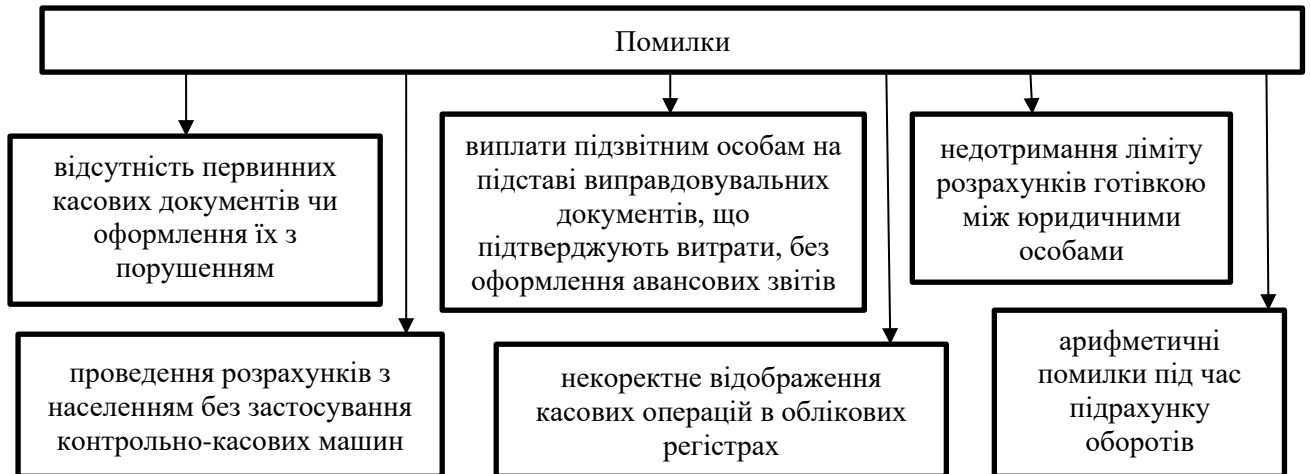 Помилки
відсутність первинних
касових документів чи
оформлення їх з
порушенням
виплати підзвітним особам на
підставі виправдовувальних
документів, що
підтверджують витрати, без
оформлення авансових звітів
недотримання ліміту
розрахунків готівкою
між юридичними
особами
проведення розрахунків з
населенням без застосування
контрольно-касових машин
некоректне відображення
касових операцій в облікових
регістрах
арифметичні
помилки під час
підрахунку
оборотів